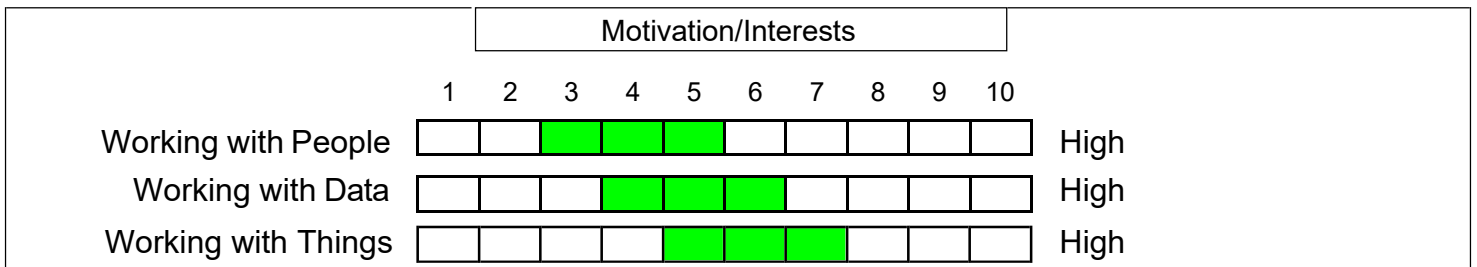 Motivation/Interests
1 2 3 4 5 6 7 8 9 10
Working with People High
Working with Data High
Working with Things High